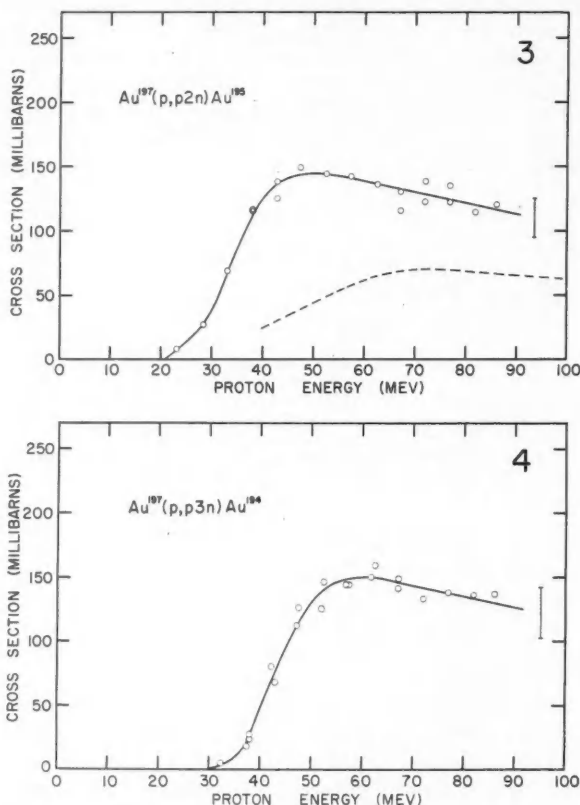 250
200
150
100
50
0
CROSS SECTION (MILLIBARNS)
3
Au¹⁹⁷(p,p2n)Au¹⁹⁵
0 10 20 30 40 50 60 70 80 90 100
PROTON ENERGY (MEV)
250
200
150
100
50
0
CROSS SECTION (MILLIBARNS)
4
Au¹⁹⁷(p,p3n)Au¹⁹⁴
0 10 20 30 40 50 60 70 80 90 100
PROTON ENERGY (MEV)